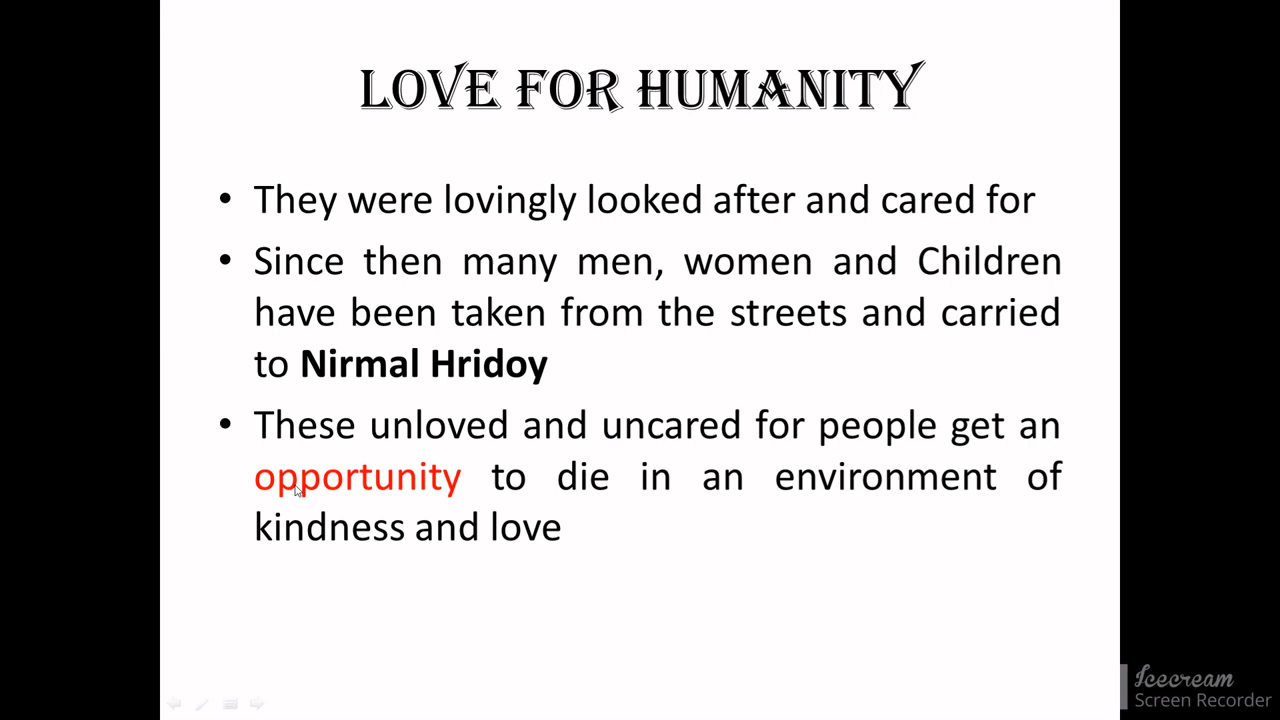 LOVE FOR HUMANITY
• They were lovingly looked after and cared for
• Since then many men, women and Children
have been taken from the streets and carried
to Nirmal Hridoy
• These unloved and uncared for people get an
opportunity to die in an environment of
kindness and love
Icecream
Screen Recorder